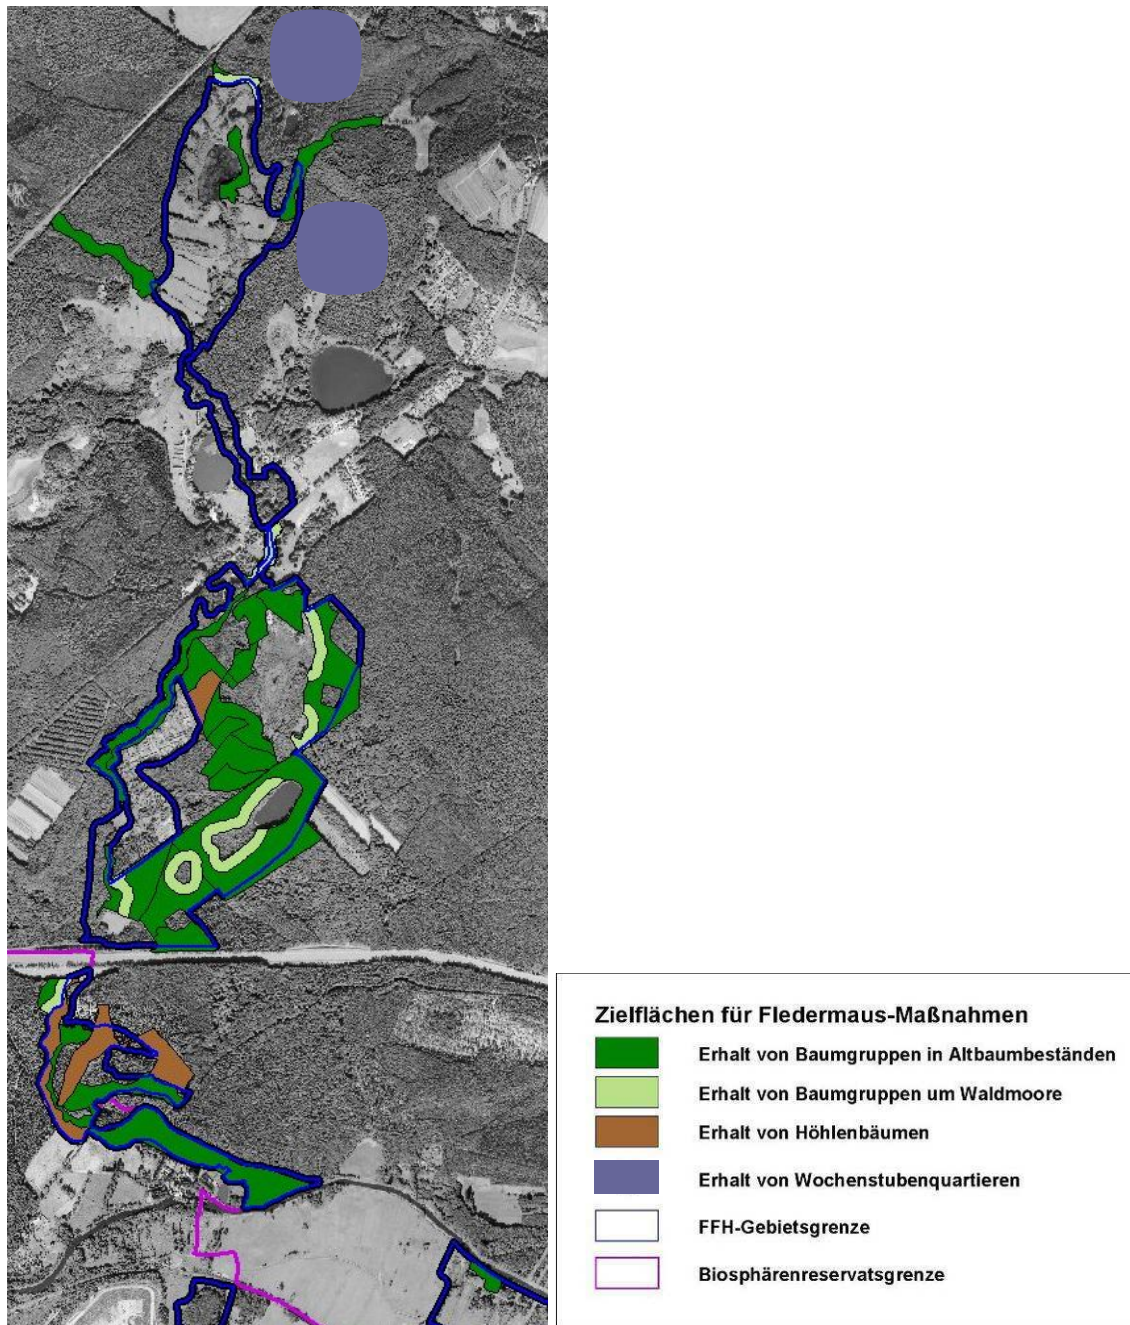 Zielflächen für Fledermaus-Maßnahmen
Erhalt von Baumgruppen in Altbaumbeständen
Erhalt von Baumgruppen um Waldmoore
Erhalt von Höhlenbäumen
Erhalt von Wochenstubenquartieren
FFH-Gebietsgrenze
Biosphärenreservatsgrenze